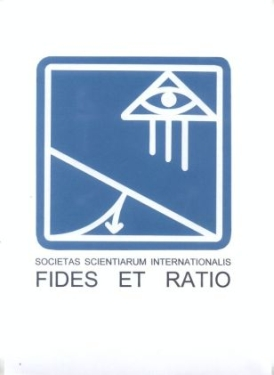 SOCIETAS SCIENTIARUM INTERNATIONALIS
FIDES ET RATIO